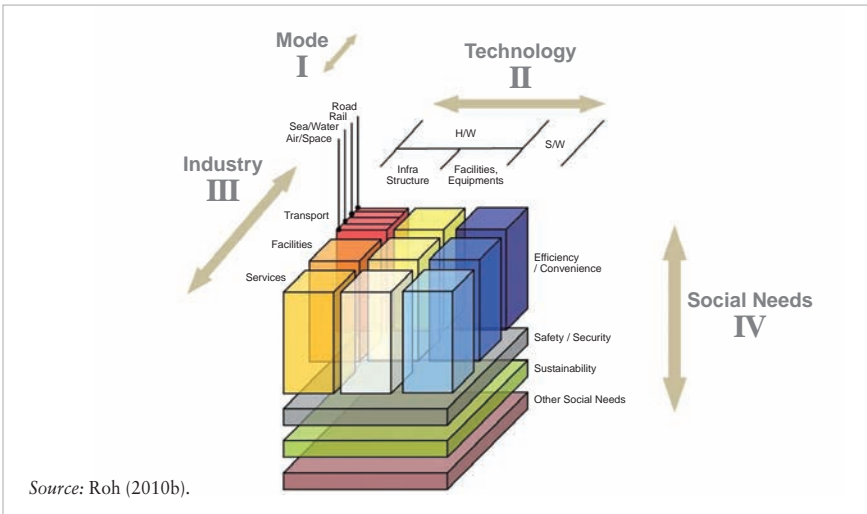 Mode
I
Technology
II
Road
Rail
Sea/Water
Air/Space
H/W
S/W
Infra
Structure
Facilities,
Equipments
Industry
III
Transport
Facilities
Services
Efficiency
/ Convenience
Social Needs
IV
Safety / Security
Sustainability
Other Social Needs
Source: Roh (2010b).